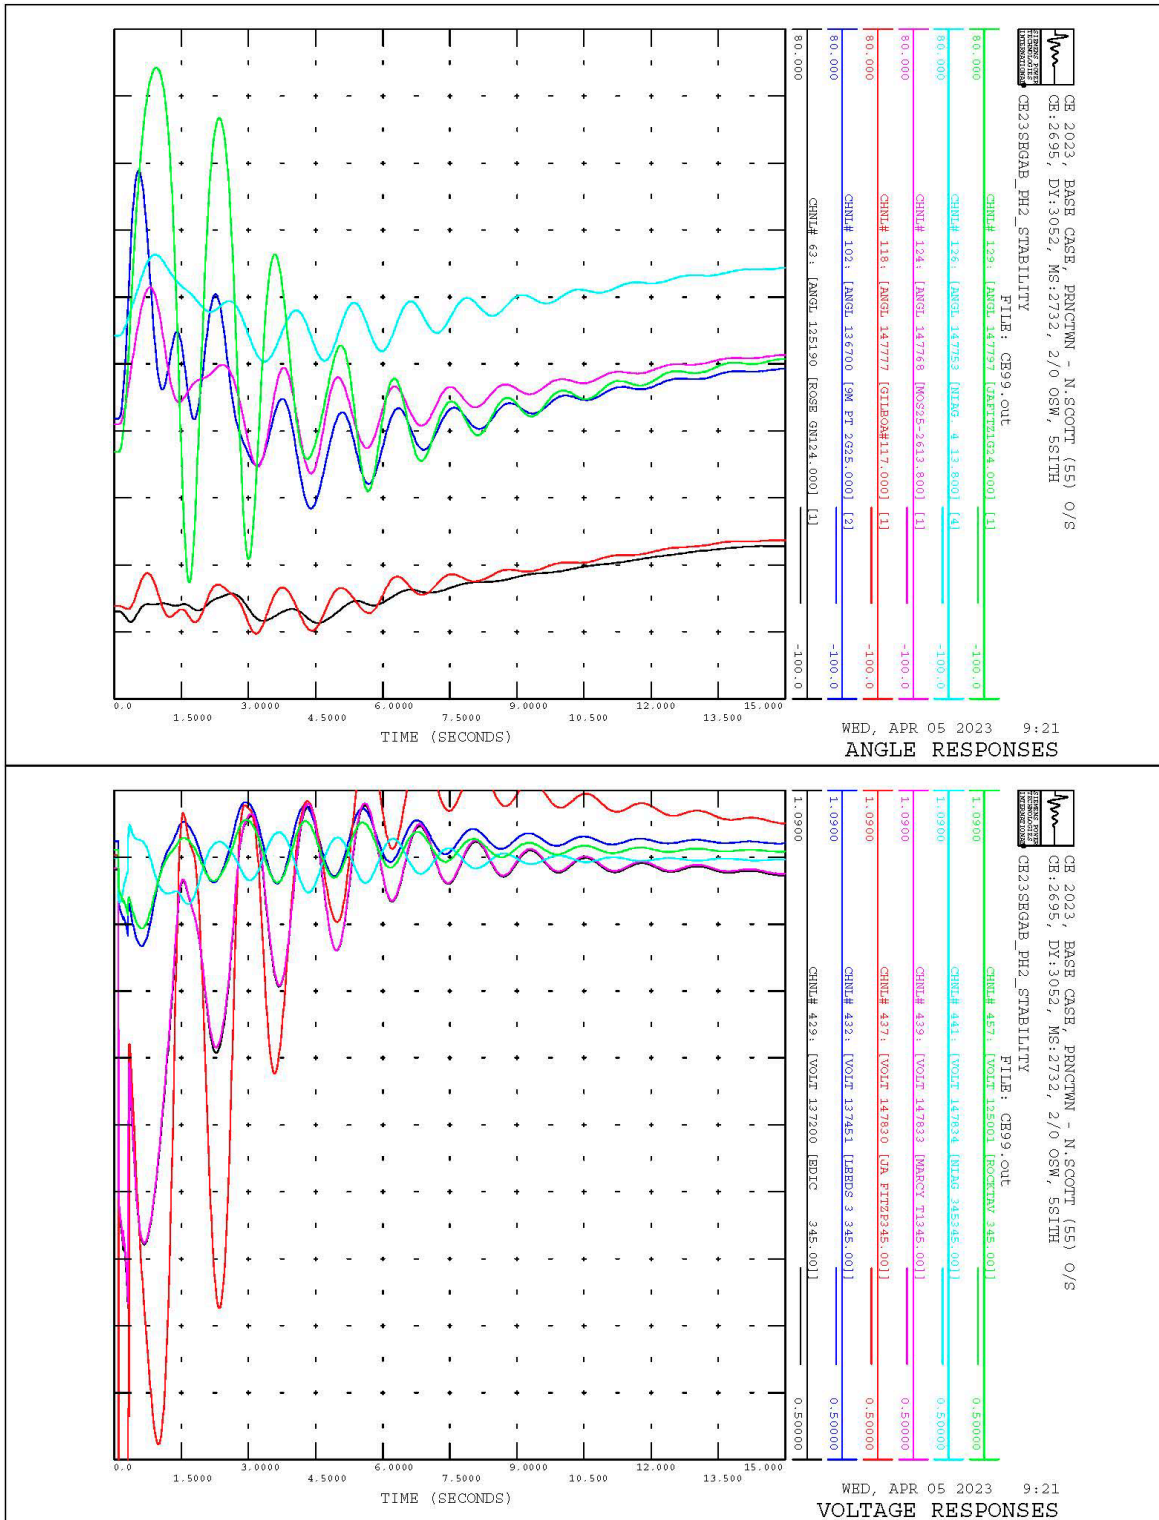 SIEMENS POWER
TECHNOLOGIES
INTERNATIONAL
CE 2023, BASE CASE, PRNCTWN - N.SCOTT (55) O/S
CE:2695, DY:3052, MS:2732, 2/0 OSW, 5SITH
CE23SEGAB_PH2_STABILITY
FILE: CE99.out
CHNL# 129: [ANGL 147797 [JAFITZ1G24.000] [1]
80.000 -100.0
CHNL# 126: [ANGL 147753 [NIAG. 4 13.800] [4]
80.000 -100.0
CHNL# 124: [ANGL 147768 [MOS25-2613.800] [1]
80.000 -100.0
CHNL# 118: [ANGL 147777 [GILBOA#117.000] [1]
80.000 -100.0
CHNL# 102: [ANGL 136700 [9M PT 2G25.000] [2]
80.000 -100.0
CHNL# 63: [ANGL 125190 [ROSE GN124.000] [1]
80.000 -100.0
0.0 1.5000 3.0000 4.5000 6.0000 7.5000 9.0000 10.500 12.000 13.500 15.000
TIME (SECONDS)
WED, APR 05 2023 9:21
ANGLE RESPONSES
SIEMENS POWER
TECHNOLOGIES
INTERNATIONAL
CE 2023, BASE CASE, PRNCTWN - N.SCOTT (55) O/S
CE:2695, DY:3052, MS:2732, 2/0 OSW, 5SITH
CE23SEGAB_PH2_STABILITY
FILE: CE99.out
CHNL# 457: [VOLT 125001 [ROCKTAV 345.00]]
1.0900 0.50000
CHNL# 441: [VOLT 147834 [NIAG 345345.00]]
1.0900 0.50000
CHNL# 439: [VOLT 147833 [MARCY T1345.00]]
1.0900 0.50000
CHNL# 437: [VOLT 147830 [JA FITZP345.00]]
1.0900 0.50000
CHNL# 432: [VOLT 137451 [LEEDS 3 345.00]]
1.0900 0.50000
CHNL# 429: [VOLT 137200 [EDIC 345.00]]
1.0900 0.50000
0.0 1.5000 3.0000 4.5000 6.0000 7.5000 9.0000 10.500 12.000 13.500 15.000
TIME (SECONDS)
WED, APR 05 2023 9:21
VOLTAGE RESPONSES